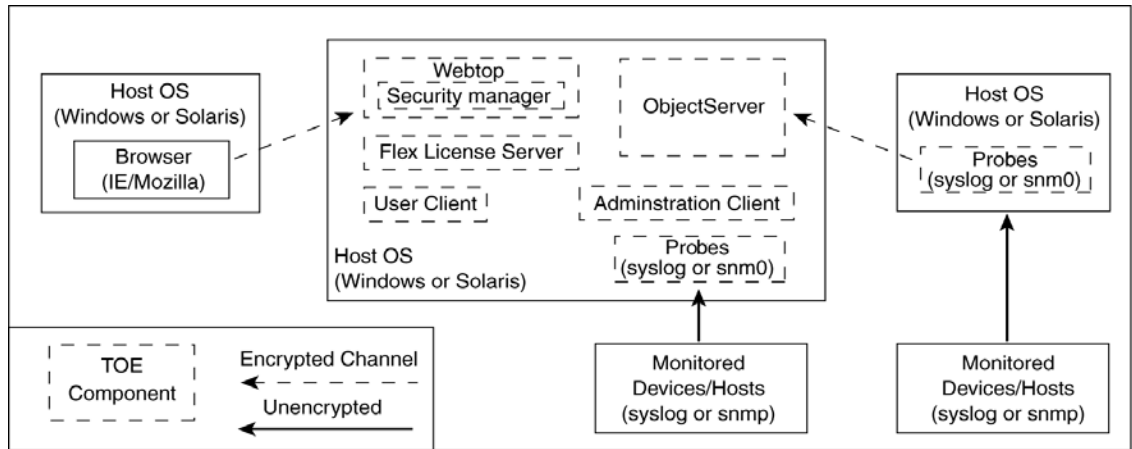 Host OS
(Windows or Solaris)
Browser
(IE/Mozilla)
Webtop
Security manager
Flex License Server
User Client
ObjectServer
Adminstration Client
Probes
(syslog or snm0)
Host OS
(Windows or Solaris)
Host OS
(Windows or Solaris)
Probes
(syslog or snm0)
Monitored
Devices/Hosts
(syslog or snmp)
Monitored
Devices/Hosts
(syslog or snmp)
TOE
Component
Encrypted Channel
Unencrypted